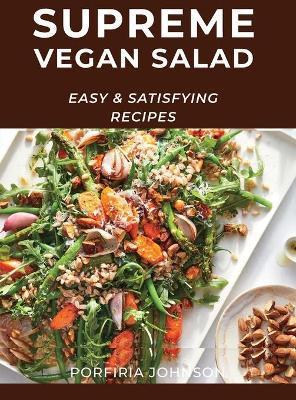 SUPREME
VEGAN SALAD
EASY & SATISFYING
RECIPES
PORFIRIA JOHNSON